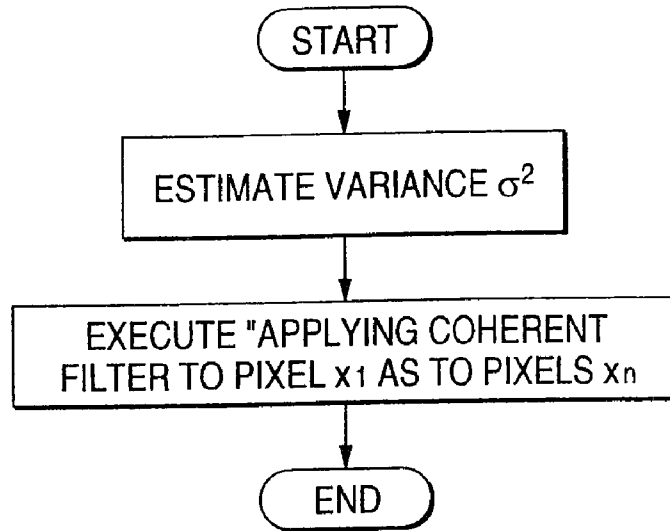 START
ESTIMATE VARIANCE σ²
EXECUTE "APPLYING COHERENT
FILTER TO PIXEL x1 AS TO PIXELS xn
END